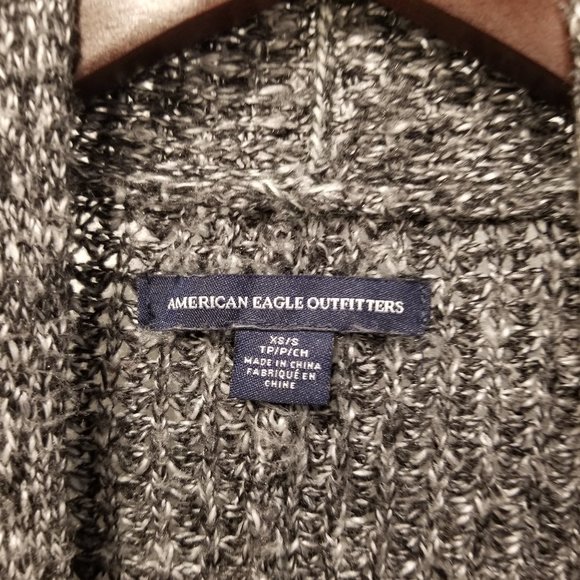 AMERICAN EAGLE OUTFITTERS
XS/S
TP/P/CH
MADE IN CHINA
FABRIQUÉ EN
CHINE